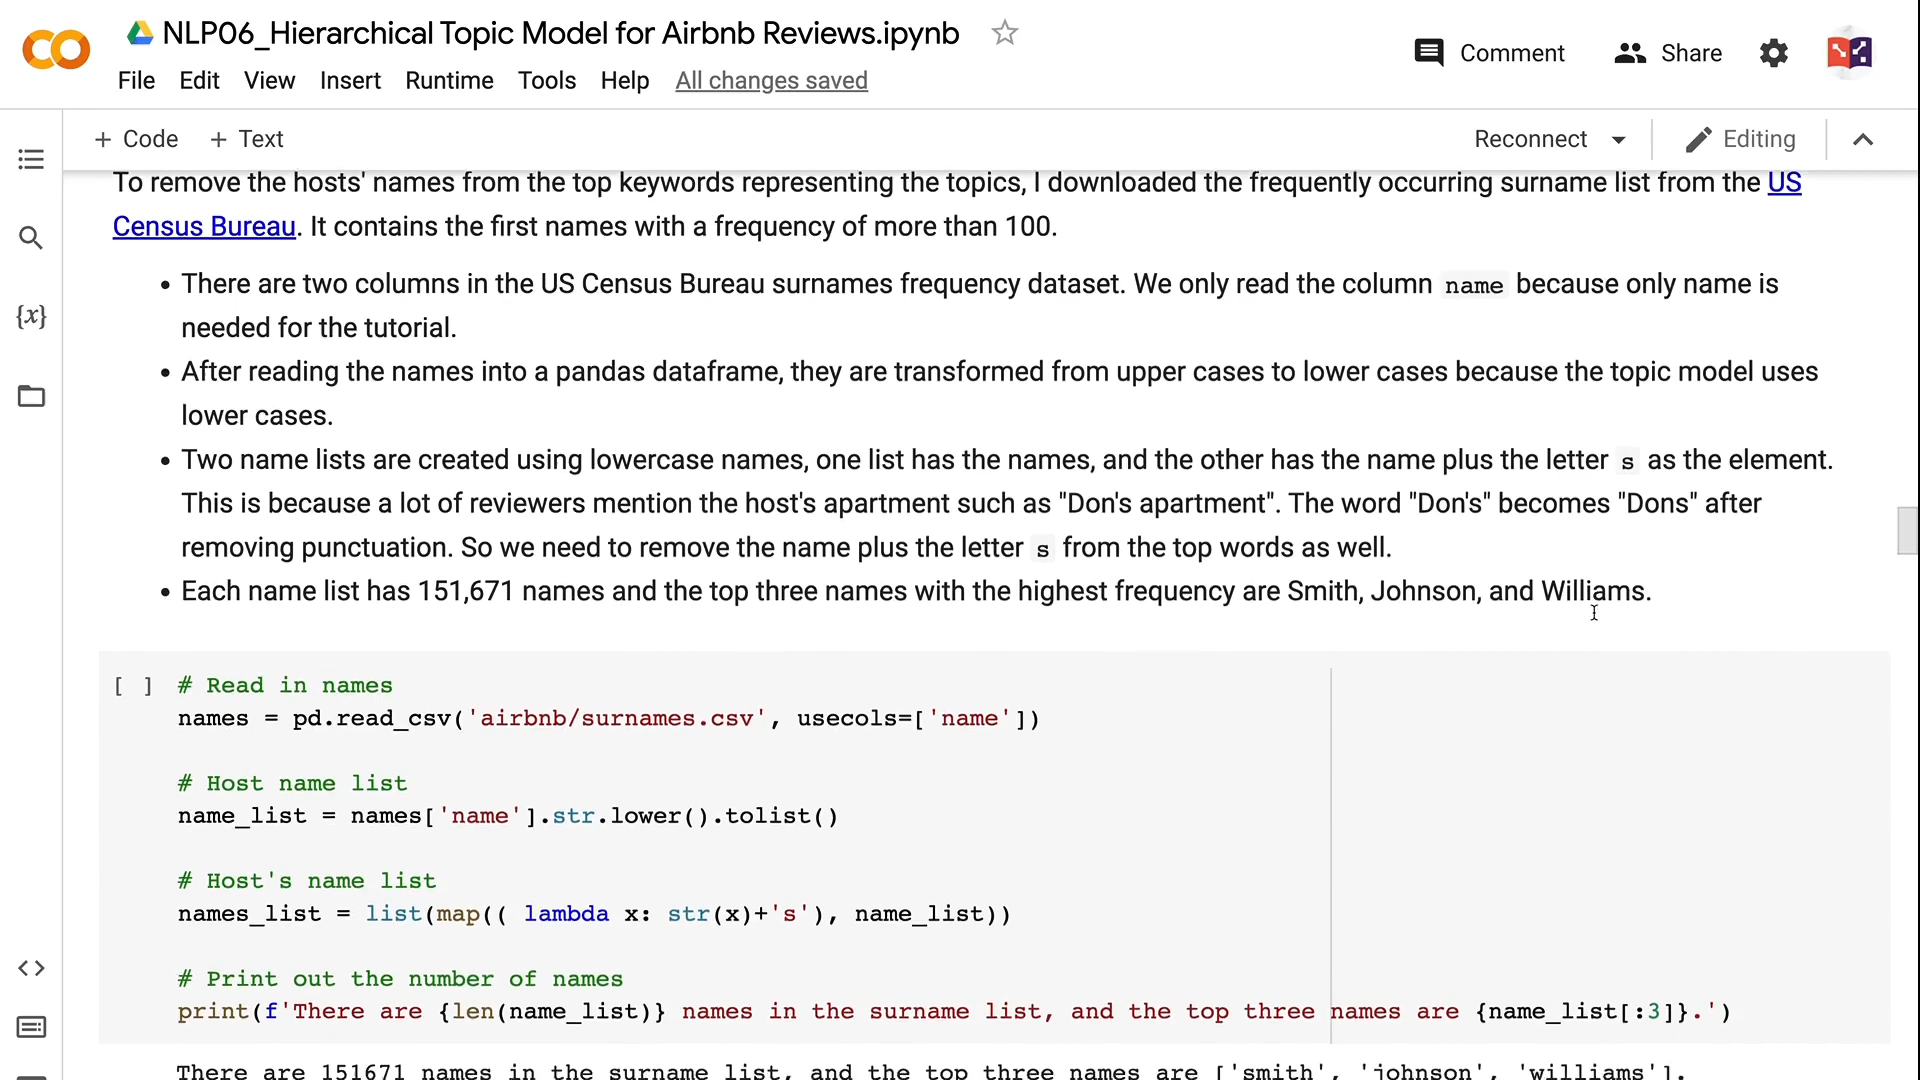 NLP06_Hierarchical Topic Model for Airbnb Reviews.ipynb
Comment Share
File Edit View Insert Runtime Tools Help All changes saved
+ Code + Text Reconnect Editing
To remove the hosts' names from the top keywords representing the topics, I downloaded the frequently occurring surname list from the US
Census Bureau. It contains the first names with a frequency of more than 100.
• There are two columns in the US Census Bureau surnames frequency dataset. We only read the column name because only name is
needed for the tutorial.
• After reading the names into a pandas dataframe, they are transformed from upper cases to lower cases because the topic model uses
lower cases.
• Two name lists are created using lowercase names, one list has the names, and the other has the name plus the letter s as the element.
This is because a lot of reviewers mention the host's apartment such as "Don's apartment". The word "Don's" becomes "Dons" after
removing punctuation. So we need to remove the name plus the letter s from the top words as well.
• Each name list has 151,671 names and the top three names with the highest frequency are Smith, Johnson, and Williams.
[ ] # Read in names
names = pd.read_csv('airbnb/surnames.csv', usecols=['name'])
# Host name list
name_list = names['name'].str.lower().tolist()
# Host's name list
names_list = list(map(( lambda x: str(x)+'s'), name_list))
# Print out the number of names
print(f'There are {len(name_list)} names in the surname list, and the top three names are {name_list[:3]}.')
There are 151671 names in the surname list, and the top three names are ['smith', 'johnson', 'williams'].